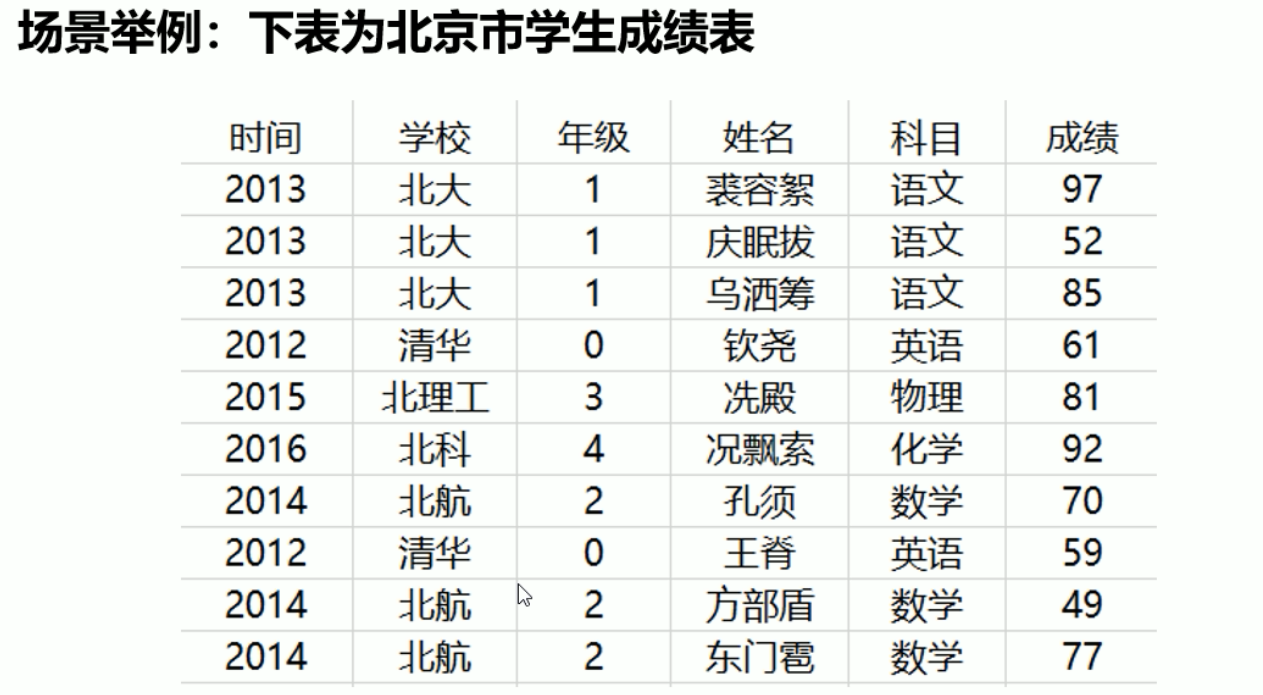 场景举例：下表为北京市学生成绩表
时间 学校 年级 姓名 科目 成绩
2013 北大 1 裘容絮 语文 97
2013 北大 1 庆眠拔 语文 52
2013 北大 1 乌洒筹 语文 85
2012 清华 0 钦尧 英语 61
2015 北理工 3 冼殿 物理 81
2016 北科 4 况飘索 化学 92
2014 北航 2 孔须 数学 70
2012 清华 0 王脊 英语 59
2014 北航 2 方部盾 数学 49
2014 北航 2 东门雹 数学 77